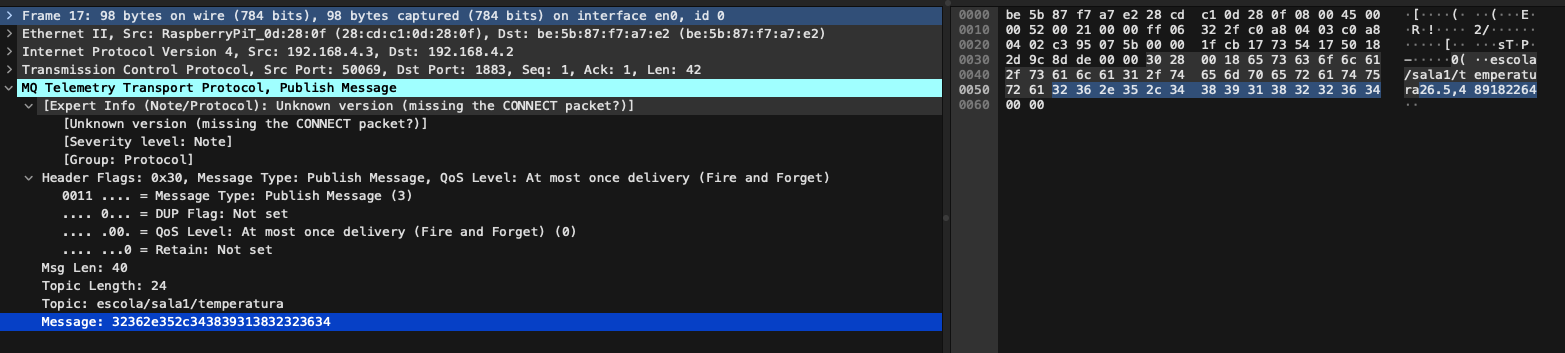 Frame 17: 98 bytes on wire (784 bits), 98 bytes captured (784 bits) on interface en0, id 0
Ethernet II, Src: RaspberryPiT_0d:28:0f (28:cd:c1:0d:28:0f), Dst: be:5b:87:f7:a7:e2 (be:5b:87:f7:a7:e2)
Internet Protocol Version 4, Src: 192.168.4.3, Dst: 192.168.4.2
Transmission Control Protocol, Src Port: 50069, Dst Port: 1883, Seq: 1, Ack: 1, Len: 42
MQ Telemetry Transport Protocol, Publish Message
[Expert Info (Note/Protocol): Unknown version (missing the CONNECT packet?)]
[Unknown version (missing the CONNECT packet?)]
[Severity level: Note]
[Group: Protocol]
Header Flags: 0x30, Message Type: Publish Message, QoS Level: At most once delivery (Fire and Forget)
0011 .... = Message Type: Publish Message (3)
.... 0... = DUP Flag: Not set
.... .00. = QoS Level: At most once delivery (Fire and Forget) (0)
.... ...0 = Retain: Not set
Msg Len: 40
Topic Length: 24
Topic: escola/sala1/temperatura
Message: 32362e352c343839313832323634
0000 be 5b 87 f7 a7 e2 28 cd c1 0d 28 0f 08 00 45 00 ·[····(· ··(···E·
0010 00 52 00 21 00 00 ff 06 32 2f c0 a8 04 03 c0 a8 ·R·!···· 2/······
0020 04 02 c3 95 07 5b 00 00 1f cb 17 73 54 17 50 18 ·····[·· ···sT·P·
0030 2d 9c 8d de 00 00 30 28 00 18 65 73 63 6f 6c 61 -·····0( ··escola
0040 2f 73 61 6c 61 31 2f 74 65 6d 70 65 72 61 74 75 /sala1/t emperatu
0050 72 61 32 36 2e 35 2c 34 38 39 31 38 32 32 36 34 ra26.5,4 89182264
0060 00 00 ··